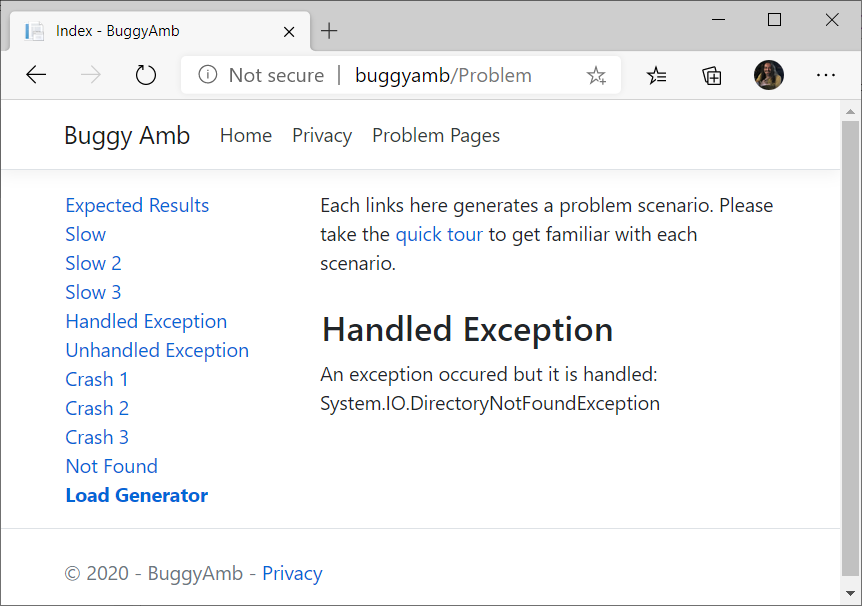 Index - BuggyAmb
Not secure | buggyamb/Problem
Buggy Amb Home Privacy Problem Pages
Expected Results
Slow
Slow 2
Slow 3
Handled Exception
Unhandled Exception
Crash 1
Crash 2
Crash 3
Not Found
Load Generator
Each links here generates a problem scenario. Please
take the quick tour to get familiar with each
scenario.
Handled Exception
An exception occured but it is handled:
System.IO.DirectoryNotFoundException
© 2020 - BuggyAmb - Privacy